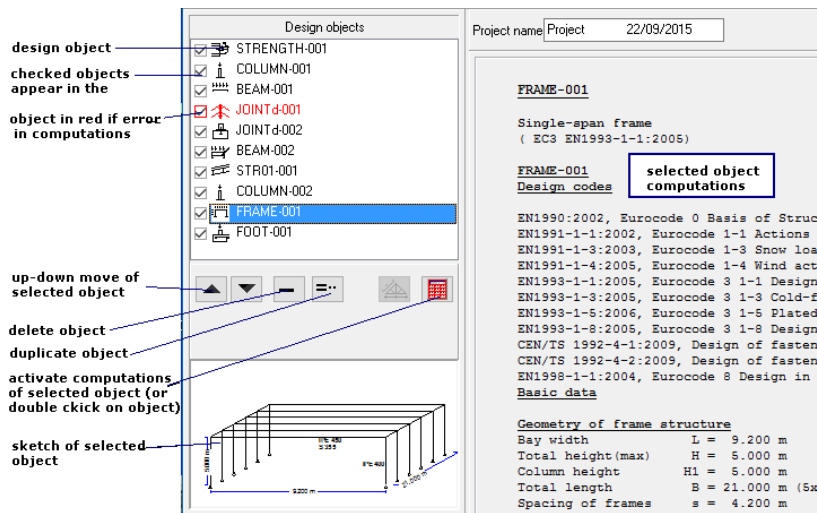 design object
checked objects
appear in the
object in red if error
in computations
up-down move of
selected object
delete object
duplicate object
activate computations
of selected object (or
double ckick on object)
sketch of selected
object
Design objects
STRENGTH-001
COLUMN-001
BEAM-001
JOINTd-001
JOINTd-002
BEAM-002
STR01-001
COLUMN-002
FRAME-001
FOOT-001
5.000 m
IPE 450
IPE 400
9.200 m
21.000 m
Project name Project 22/09/2015
FRAME-001
Single-span frame
( EC3 EN1993-1-1:2005)
selected object
computations
FRAME-001
Design codes
EN1990:2002, Eurocode 0 Basis of Struc
EN1991-1-1:2002, Eurocode 1-1 Actions
EN1991-1-3:2003, Eurocode 1-3 Snow loa
EN1991-1-4:2005, Eurocode 1-4 Wind act
EN1993-1-1:2005, Eurocode 3 1-1 Design
EN1993-1-3:2005, Eurocode 3 1-3 Cold-f
EN1993-1-5:2006, Eurocode 3 1-5 Plated
EN1993-1-8:2005, Eurocode 3 1-8 Design
CEN/TS 1992-4-1:2009, Design of fasten
CEN/TS 1992-4-2:2009, Design of fasten
EN1998-1-1:2004, Eurocode 8 Design in
Basic data
Geometry of frame structure
Bay width L = 9.200 m
Total height(max) H = 5.000 m
Column height H1 = 5.000 m
Total length B = 21.000 m (5x
Spacing of frames s = 4.200 m